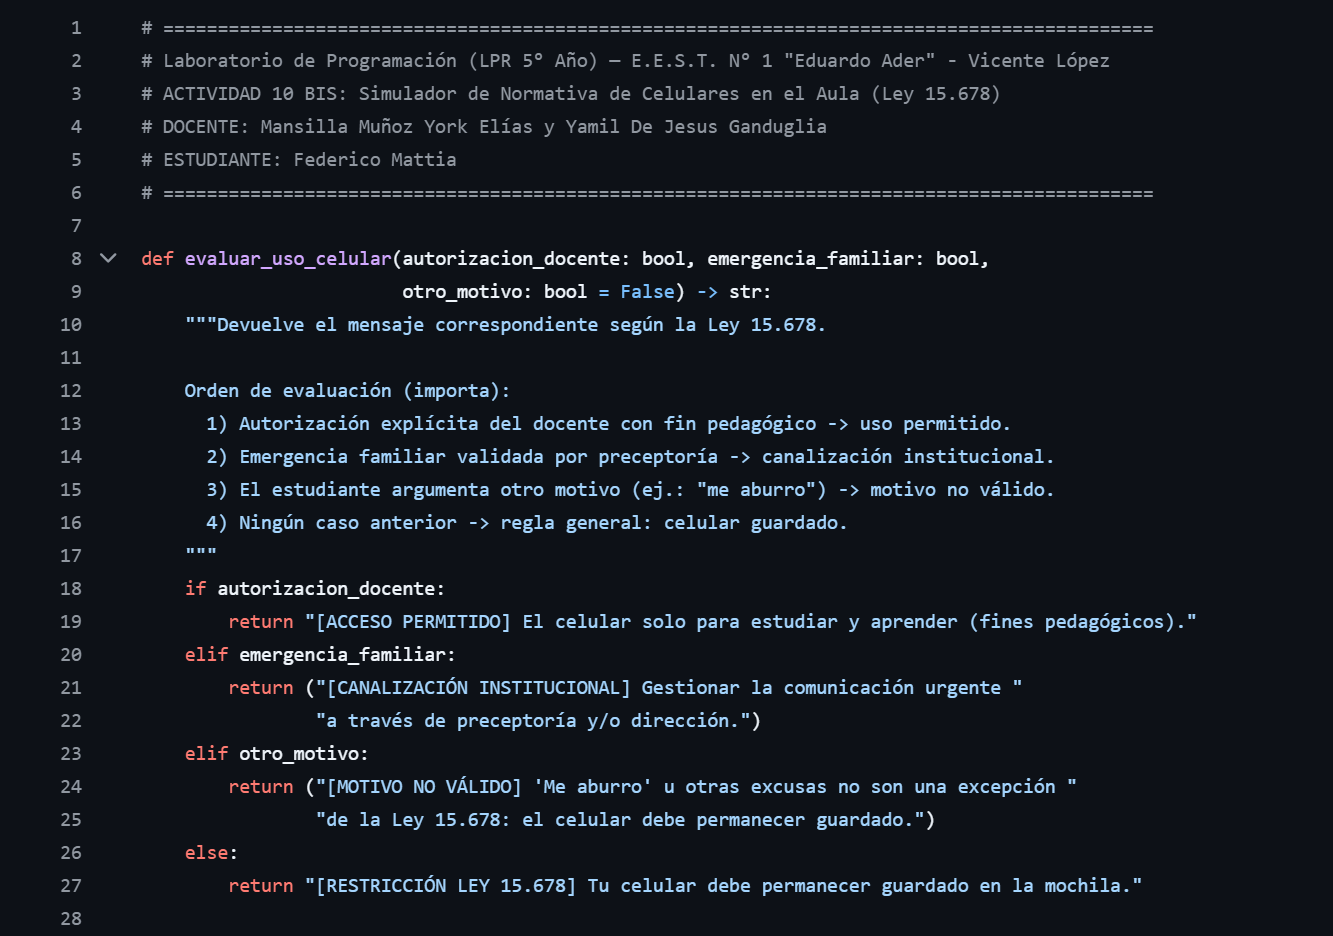 1 # ===========================================================================================
2 # Laboratorio de Programación (LPR 5º Año) — E.E.S.T. Nº 1 "Eduardo Ader" - Vicente López
3 # ACTIVIDAD 10 BIS: Simulador de Normativa de Celulares en el Aula (Ley 15.678)
4 # DOCENTE: Mansilla Muñoz York Elías y Yamil De Jesus Ganduglia
5 # ESTUDIANTE: Federico Mattia
6 # ===========================================================================================
7
8 def evaluar_uso_celular(autorizacion_docente: bool, emergencia_familiar: bool,
9                         otro_motivo: bool = False) -> str:
10     """Devuelve el mensaje correspondiente según la Ley 15.678.
11
12     Orden de evaluación (importa):
13       1) Autorización explícita del docente con fin pedagógico -> uso permitido.
14       2) Emergencia familiar validada por preceptoría -> canalización institucional.
15       3) El estudiante argumenta otro motivo (ej.: "me aburro") -> motivo no válido.
16       4) Ningún caso anterior -> regla general: celular guardado.
17     """
18     if autorizacion_docente:
19         return "[ACCESO PERMITIDO] El celular solo para estudiar y aprender (fines pedagógicos)."
20     elif emergencia_familiar:
21         return ("[CANALIZACIÓN INSTITUCIONAL] Gestionar la comunicación urgente "
22                 "a través de preceptoría y/o dirección.")
23     elif otro_motivo:
24         return ("[MOTIVO NO VÁLIDO] 'Me aburro' u otras excusas no son una excepción "
25                 "de la Ley 15.678: el celular debe permanecer guardado.")
26     else:
27         return "[RESTRICCIÓN LEY 15.678] Tu celular debe permanecer guardado en la mochila."
28